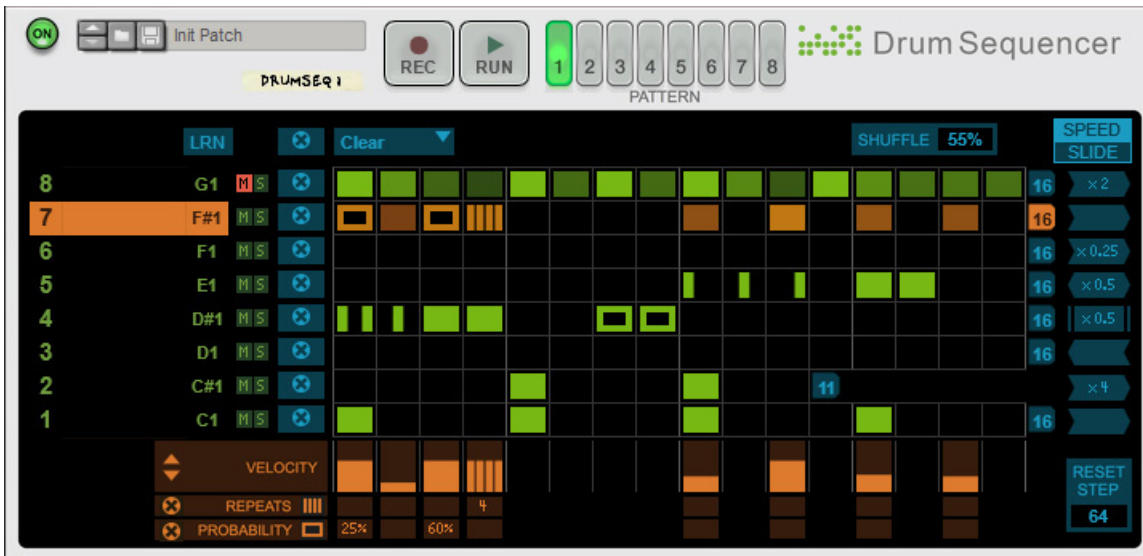 ON Init Patch
DRUMSEQ 1
REC RUN
1 2 3 4 5 6 7 8
PATTERN
Drum Sequencer
LRN Clear SHUFFLE 55% SPEED
SLIDE
8 G1 M S 16 ×2
7 F#1 M S 16
6 F1 M S 16 ×0.25
5 E1 M S 16 ×0.5
4 D#1 M S 16 ×0.5
3 D1 M S 16
2 C#1 M S 11 ×4
1 C1 M S 16
VELOCITY
REPEATS 4
PROBABILITY 25% 60%
RESET
STEP
64